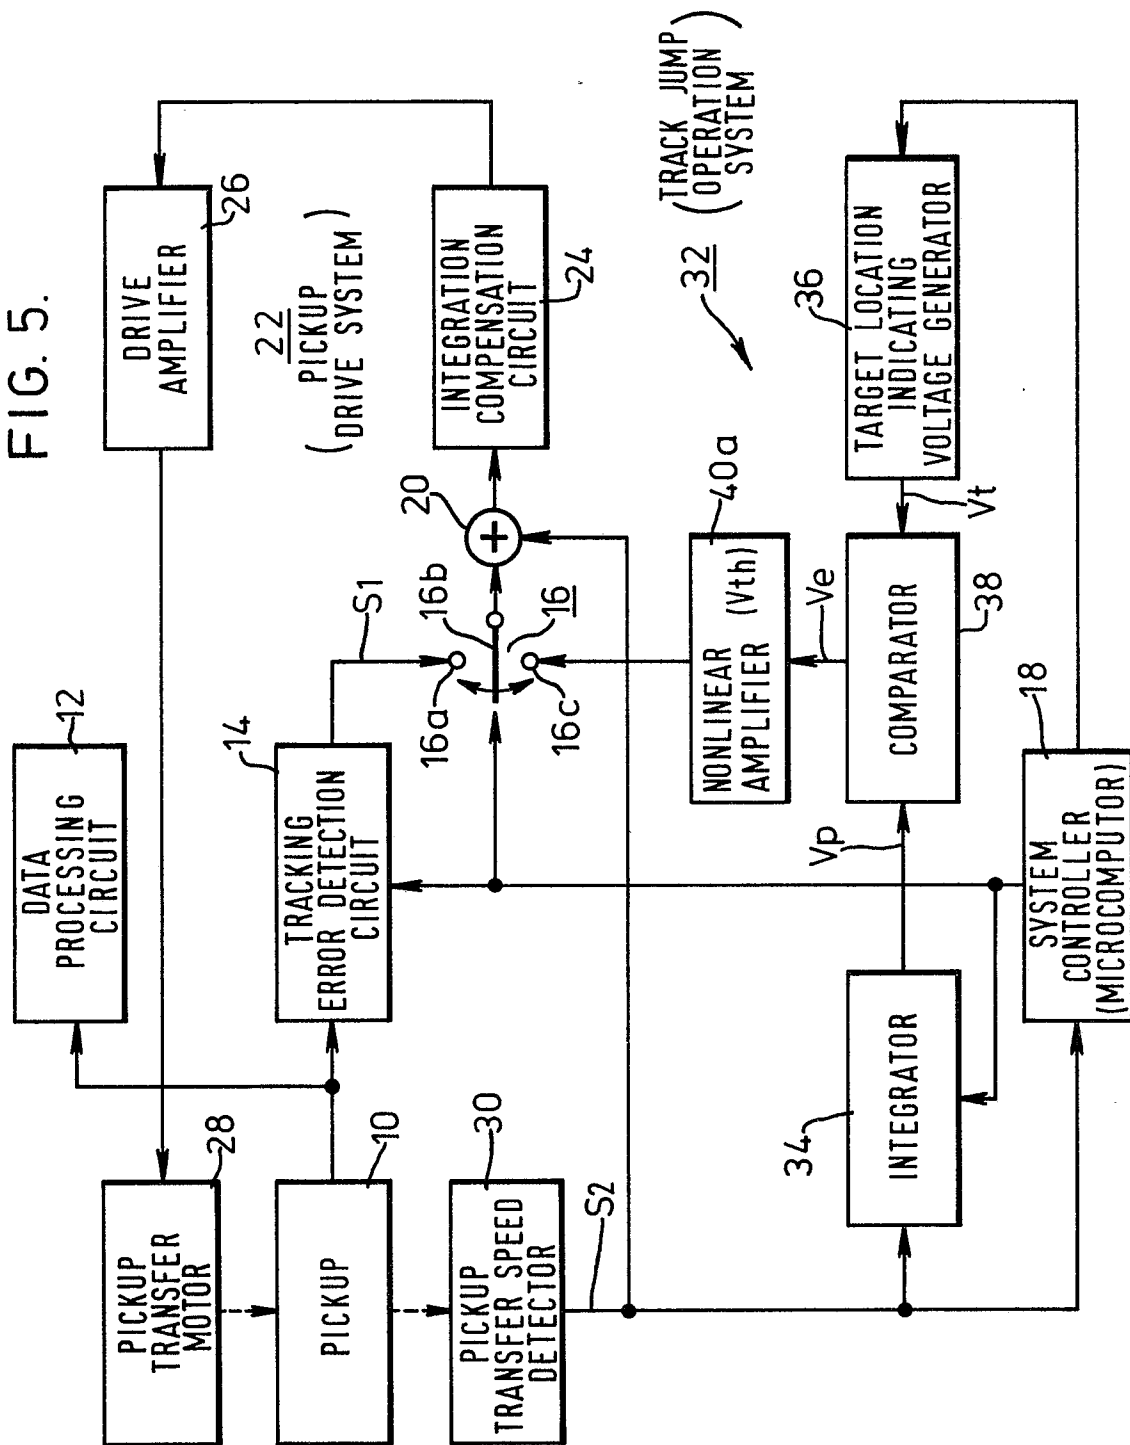 FIG. 5.
PICKUP
TRANSFER
MOTOR
28
PICKUP
10
PICKUP
TRANSFER SPEED
DETECTOR
30
S2
DATA
PROCESSING
CIRCUIT
12
TRACKING
ERROR DETECTION
CIRCUIT
14
S1
16a
16b
16
16c
20
DRIVE
AMPLIFIER
26
22
PICKUP
(DRIVE SYSTEM)
INTEGRATION
COMPENSATION
CIRCUIT
24
32
(TRACK JUMP
OPERATION
SYSTEM)
NONLINEAR
AMPLIFIER (Vth)
40a
Ve
COMPARATOR
38
Vp
Vt
TARGET LOCATION
INDICATING
VOLTAGE GENERATOR
36
INTEGRATOR
34
SYSTEM
CONTROLLER
(MICROCOMPUTOR)
18